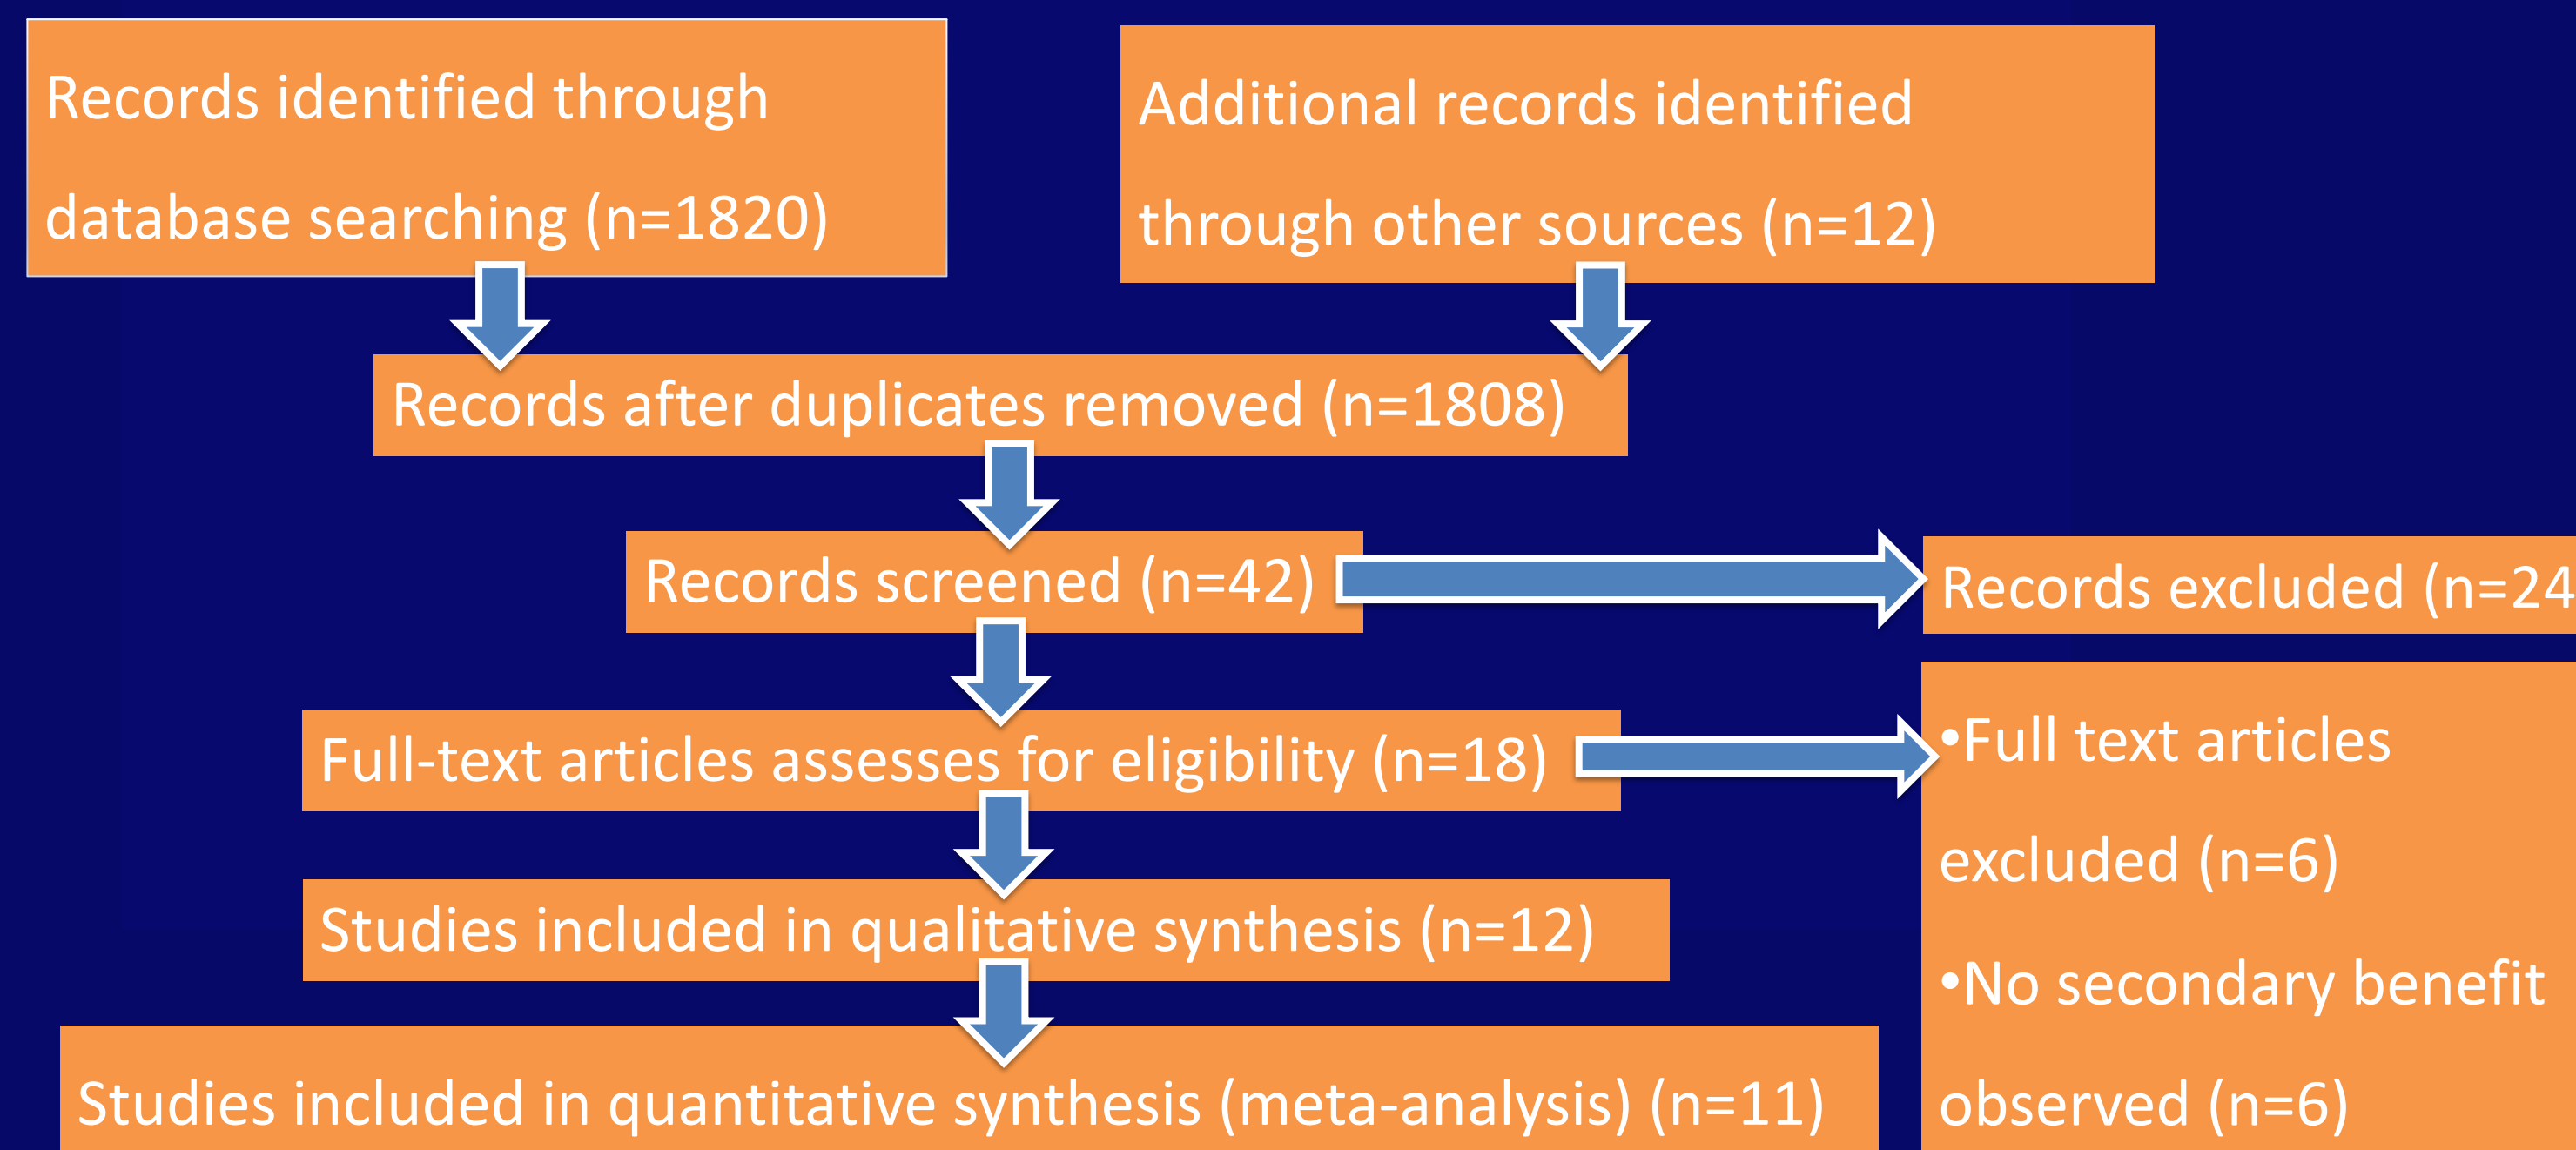 Records identified through
database searching (n=1820)
Additional records identified
through other sources (n=12)
Records after duplicates removed (n=1808)
Records screened (n=42)
Records excluded (n=24
Full-text articles assesses for eligibility (n=18)
•Full text articles
excluded (n=6)
•No secondary benefit
observed (n=6)
Studies included in qualitative synthesis (n=12)
Studies included in quantitative synthesis (meta-analysis) (n=11)